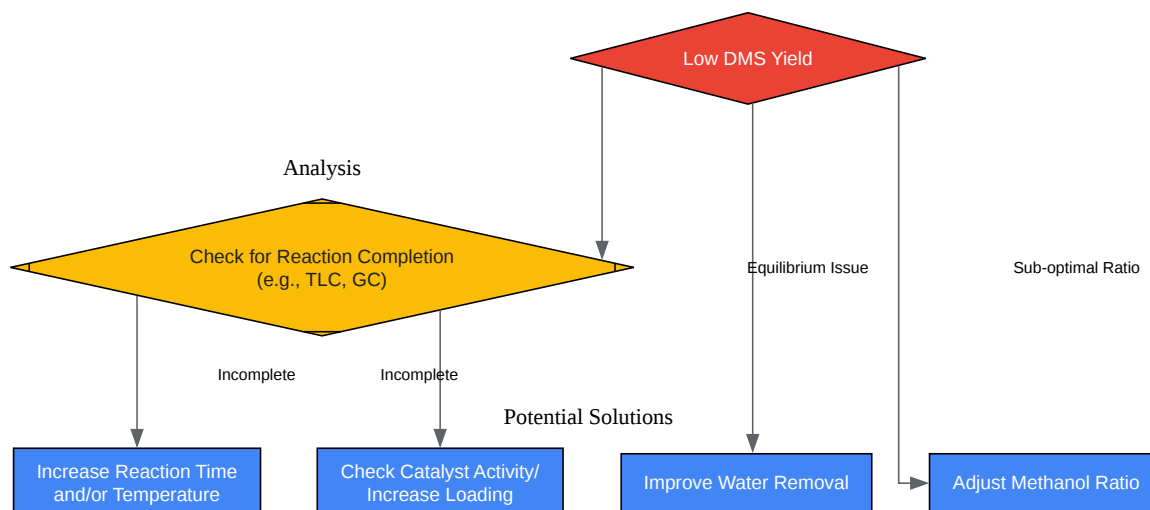 Low DMS Yield
Analysis
Check for Reaction Completion
(e.g., TLC, GC)
Equilibrium Issue
Sub-optimal Ratio
Incomplete
Incomplete
Potential Solutions
Increase Reaction Time
and/or Temperature
Check Catalyst Activity/
Increase Loading
Improve Water Removal
Adjust Methanol Ratio